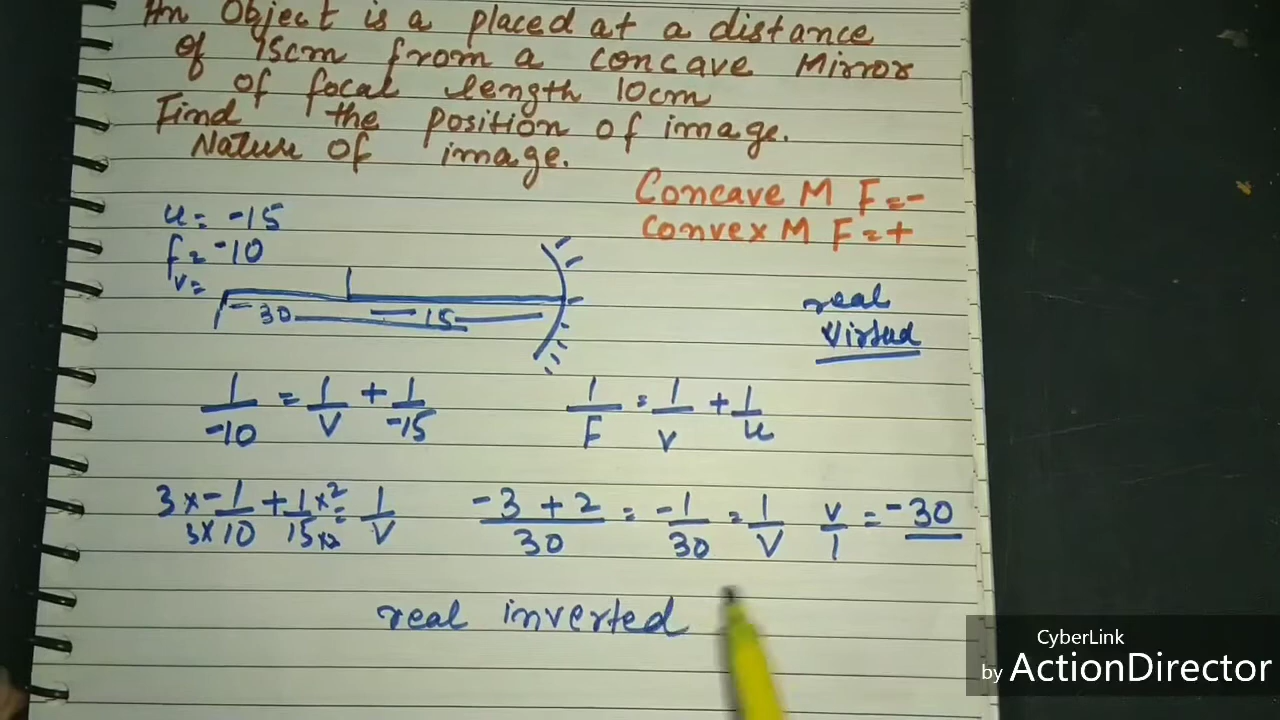 An Object is a placed at a distance
of 15cm from a concave Mirror
of focal length 10cm
Find the position of image.
Nature of image.
Concave M F = -
Convex M F = +
u = -15
f = -10
v =
-30 15
real
Virtual
1/-10 = 1/v + 1/-15
1/F = 1/v + 1/u
3 x -1/3 x 10 + 1 x 2/15 x 2 = 1/v
-3 + 2/30 = -1/30 = 1/v v/1 = -30
real inverted
CyberLink
by ActionDirector